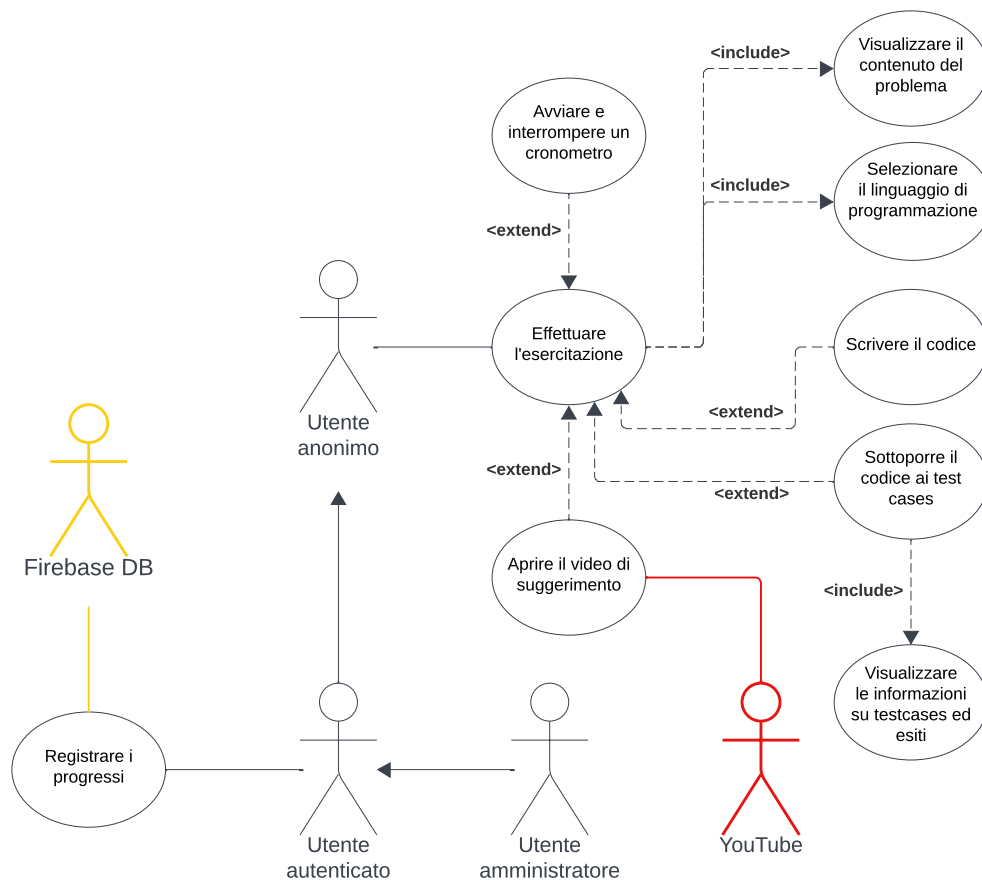 Visualizzare il
contenuto del
problema
<include>
Avviare e
interrompere un
cronometro
Selezionare
il linguaggio di
programmazione
<include>
<extend>
Effettuare
l'esercitazione
Scrivere il codice
<extend>
Utente
anonimo
Sottoporre il
codice ai test
cases
<extend>
<extend>
Firebase DB
Aprire il video di
suggerimento
<include>
Visualizzare
le informazioni
su testcases ed
esiti
Registrare i
progressi
Utente
autenticato
Utente
amministratore
YouTube